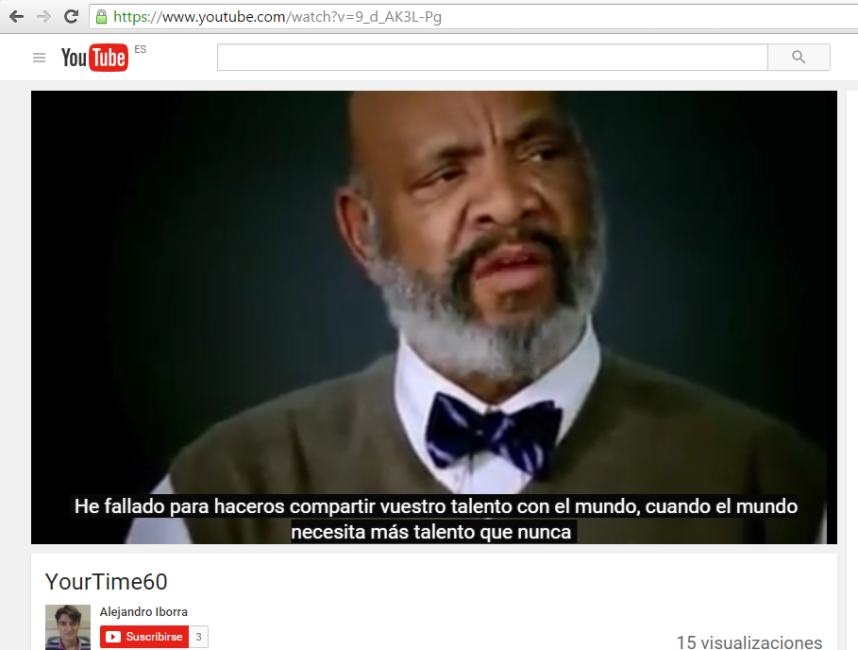 https://www.youtube.com/watch?v=9_d_AK3L-Pg
YouTube ES
He fallado para haceros compartir vuestro talento con el mundo, cuando el mundo
necesita más talento que nunca
YourTime60
Alejandro Iborra
Suscribirse 3
15 visualizaciones